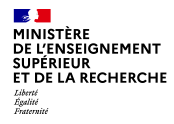 MINISTÈRE
DE L'ENSEIGNEMENT
SUPÉRIEUR
ET DE LA RECHERCHE
Liberté
Égalité
Fraternité